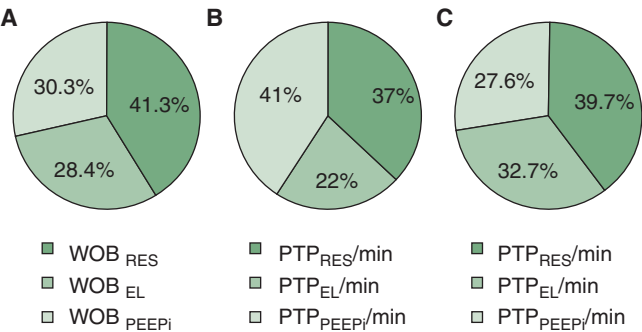 A
B
C
30.3%
41.3%
28.4%
41%
37%
22%
27.6%
39.7%
32.7%
WOB RES
WOB EL
WOB PEEPi
PTPRES/min
PTPEL/min
PTPPEEPi/min
PTPRES/min
PTPEL/min
PTPPEEPi/min